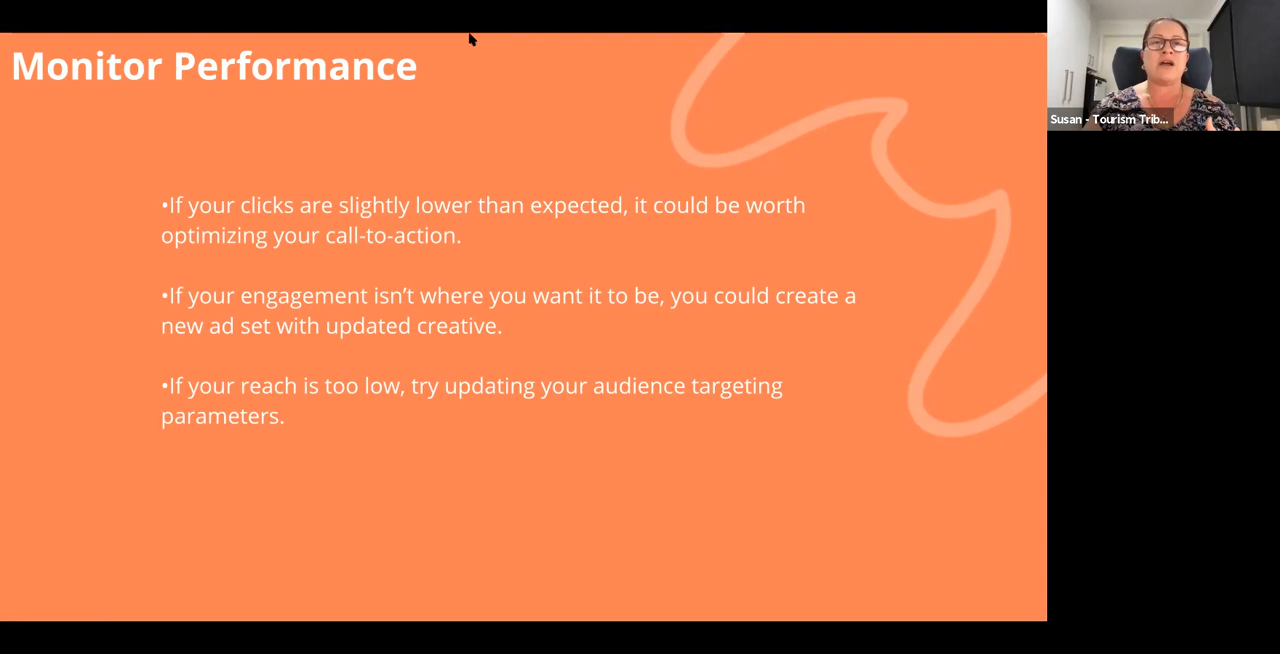 Monitor Performance
•If your clicks are slightly lower than expected, it could be worth
optimizing your call-to-action.
•If your engagement isn’t where you want it to be, you could create a
new ad set with updated creative.
•If your reach is too low, try updating your audience targeting
parameters.
Susan - Tourism Trib...